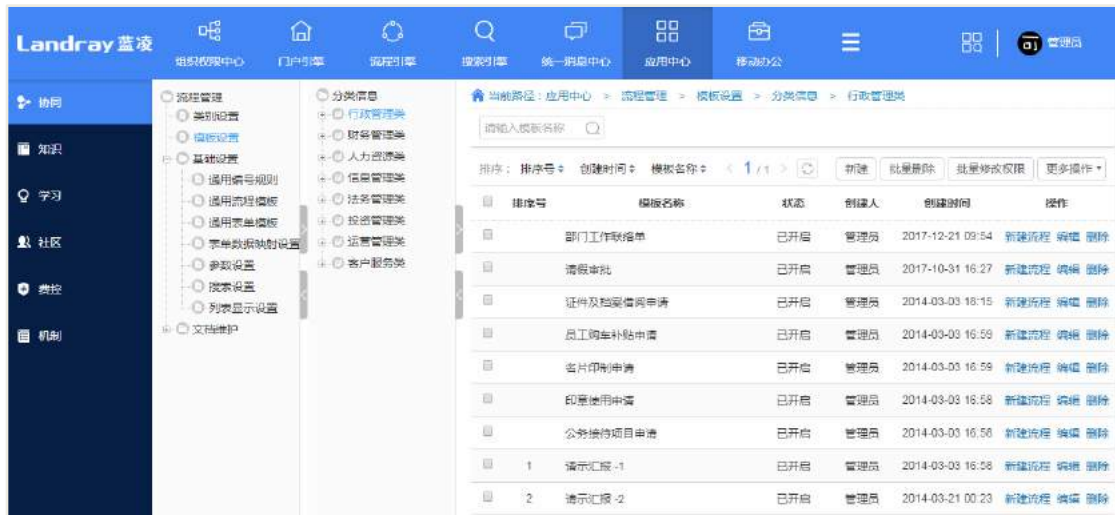 Landray蓝凌
组织权限中心 门户引擎 流程引擎 搜索引擎 统一消息中心 应用中心 移动办公
管理员
协同
知识
学习
社区
费控
机制
流程管理
类别设置
模板设置
基础设置
通用编号规则
通用流程模板
通用表单模板
表单数据映射设置
参数设置
搜索设置
列表显示设置
文档维护
分类信息
行政管理类
财务管理类
人力资源类
信息管理类
法务管理类
投资管理类
运营管理类
客户服务类
当前路径：应用中心 > 流程管理 > 模板设置 > 分类信息 > 行政管理类
请输入模板名称
排序： 排序号 创建时间 模板名称 < 1 / 1 > 新建 批量删除 批量修改权限 更多操作
排序号 模板名称 状态 创建人 创建时间 操作
部门工作联络单 已开启 管理员 2017-12-21 09:54 新建流程 编辑 删除
请假审批 已开启 管理员 2017-10-31 16:27 新建流程 编辑 删除
证件及档案借阅申请 已开启 管理员 2014-03-03 18:15 新建流程 编辑 删除
员工购车补贴申请 已开启 管理员 2014-03-03 16:59 新建流程 编辑 删除
名片印制申请 已开启 管理员 2014-03-03 16:59 新建流程 编辑 删除
印章使用申请 已开启 管理员 2014-03-03 16:58 新建流程 编辑 删除
公务接待项目申请 已开启 管理员 2014-03-03 16:58 新建流程 编辑 删除
1 请示汇报 -1 已开启 管理员 2014-03-03 16:58 新建流程 编辑 删除
2 请示汇报 -2 已开启 管理员 2014-03-21 00:23 新建流程 编辑 删除